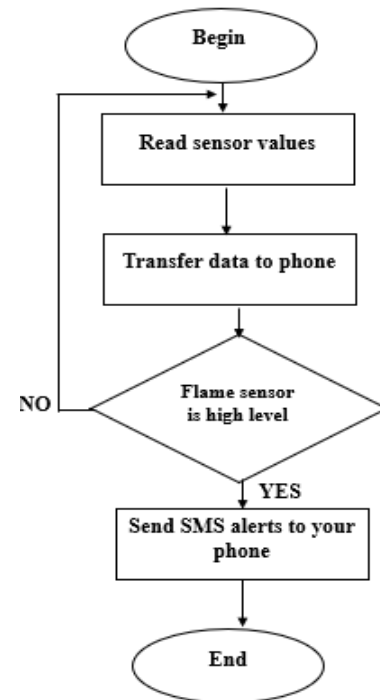 Begin
Read sensor values
Transfer data to phone
Flame sensor
is high level
NO
YES
Send SMS alerts to your
phone
End